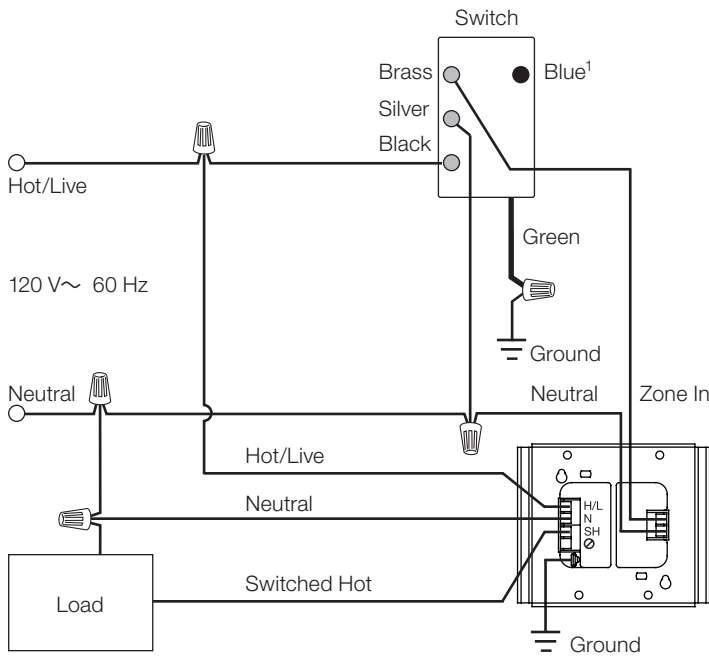 Switch
Brass
Blue¹
Silver
Black
Hot/Live
Green
120 V~ 60 Hz
Ground
Neutral
Neutral
Zone In
Hot/Live
H/L
Neutral
N
SH
Switched Hot
Load
Ground